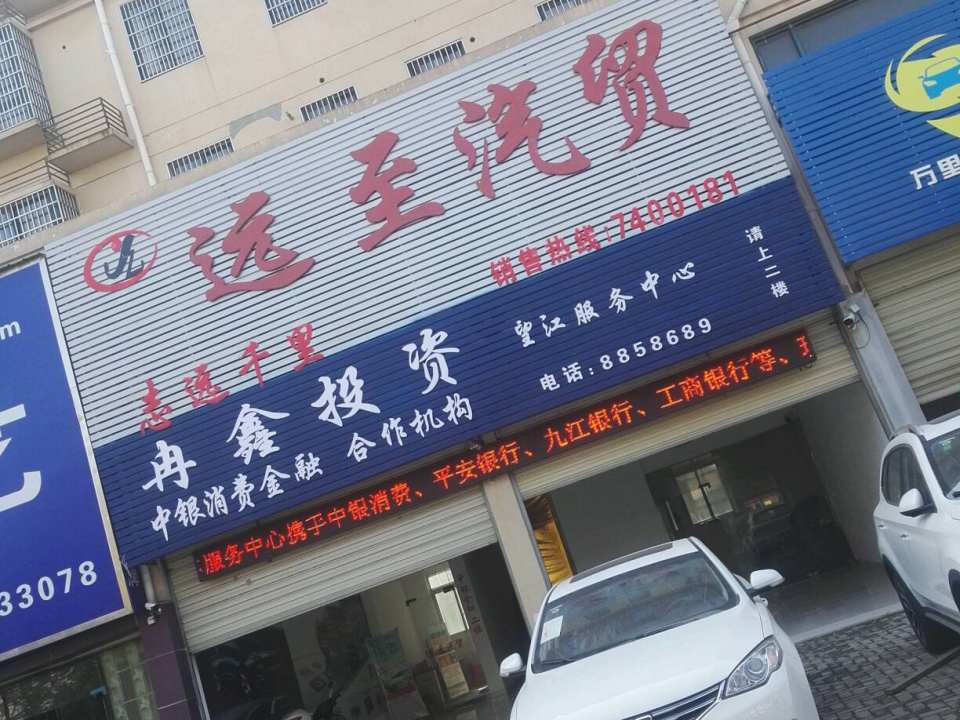 远至汽贸
销售热线:7400181
志远千里
冉鑫投资
望江服务中心
请上二楼
中银消费金融 合作机构
电话:8858689
服务中心携手中银消费、平安银行、九江银行、工商银行等、
万里
m
33078